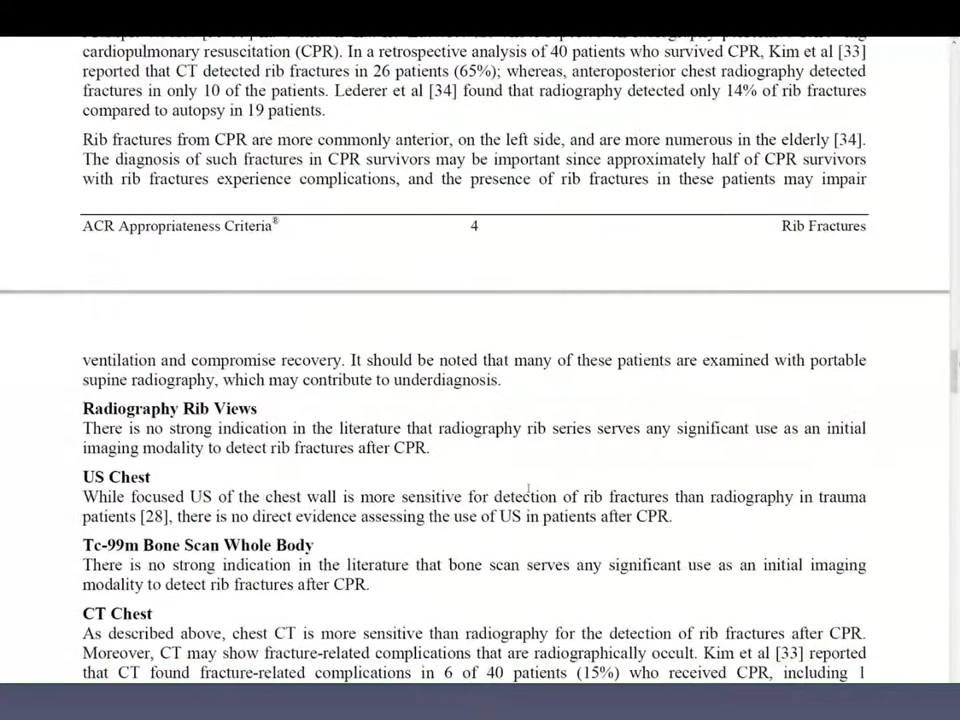 cardiopulmonary resuscitation (CPR). In a retrospective analysis of 40 patients who survived CPR, Kim et al [33]
reported that CT detected rib fractures in 26 patients (65%); whereas, anteroposterior chest radiography detected
fractures in only 10 of the patients. Lederer et al [34] found that radiography detected only 14% of rib fractures
compared to autopsy in 19 patients.
Rib fractures from CPR are more commonly anterior, on the left side, and are more numerous in the elderly [34].
The diagnosis of such fractures in CPR survivors may be important since approximately half of CPR survivors
with rib fractures experience complications, and the presence of rib fractures in these patients may impair
ACR Appropriateness Criteria® 4 Rib Fractures
ventilation and compromise recovery. It should be noted that many of these patients are examined with portable
supine radiography, which may contribute to underdiagnosis.
Radiography Rib Views
There is no strong indication in the literature that radiography rib series serves any significant use as an initial
imaging modality to detect rib fractures after CPR.
US Chest
While focused US of the chest wall is more sensitive for detection of rib fractures than radiography in trauma
patients [28], there is no direct evidence assessing the use of US in patients after CPR.
Tc-99m Bone Scan Whole Body
There is no strong indication in the literature that bone scan serves any significant use as an initial imaging
modality to detect rib fractures after CPR.
CT Chest
As described above, chest CT is more sensitive than radiography for the detection of rib fractures after CPR.
Moreover, CT may show fracture-related complications that are radiographically occult. Kim et al [33] reported
that CT found fracture-related complications in 6 of 40 patients (15%) who received CPR, including 1